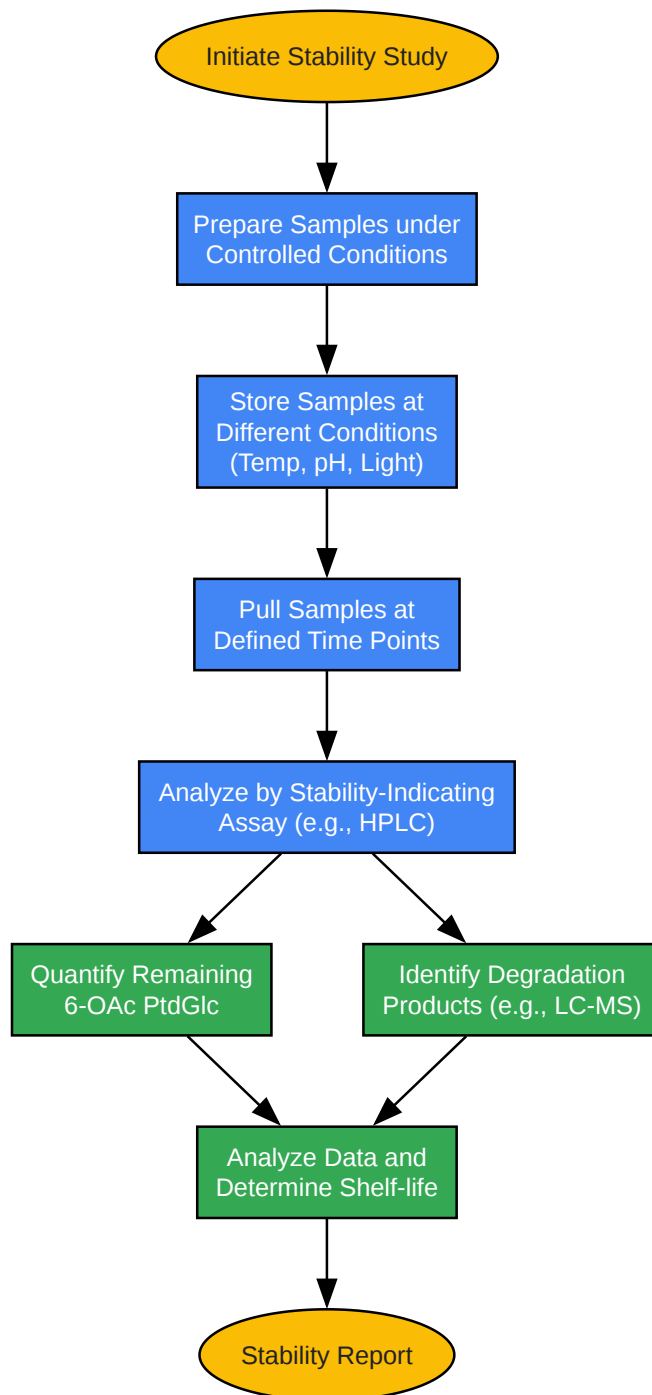 Initiate Stability Study
Prepare Samples under
Controlled Conditions
Store Samples at
Different Conditions
(Temp, pH, Light)
Pull Samples at
Defined Time Points
Analyze by Stability-Indicating
Assay (e.g., HPLC)
Quantify Remaining
6-OAc PtdGlc
Identify Degradation
Products (e.g., LC-MS)
Analyze Data and
Determine Shelf-life
Stability Report